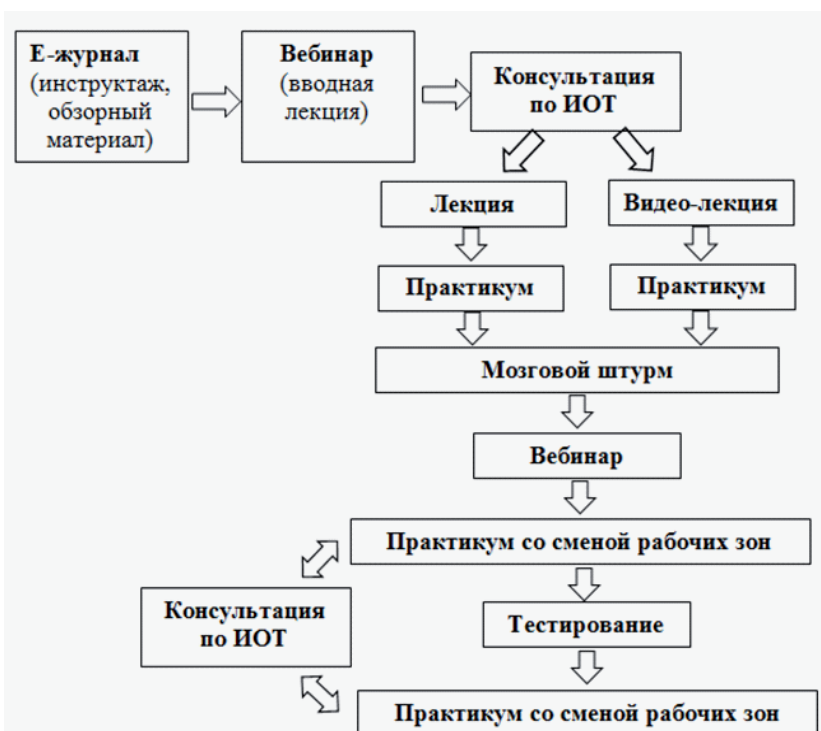 Е-журнал
(инструктаж,
обзорный
материал)
Вебинар
(вводная
лекция)
Консультация
по ИОТ
Лекция
Видео-лекция
Практикум
Практикум
Мозговой штурм
Вебинар
Практикум со сменой рабочих зон
Консультация
по ИОТ
Тестирование
Практикум со сменой рабочих зон